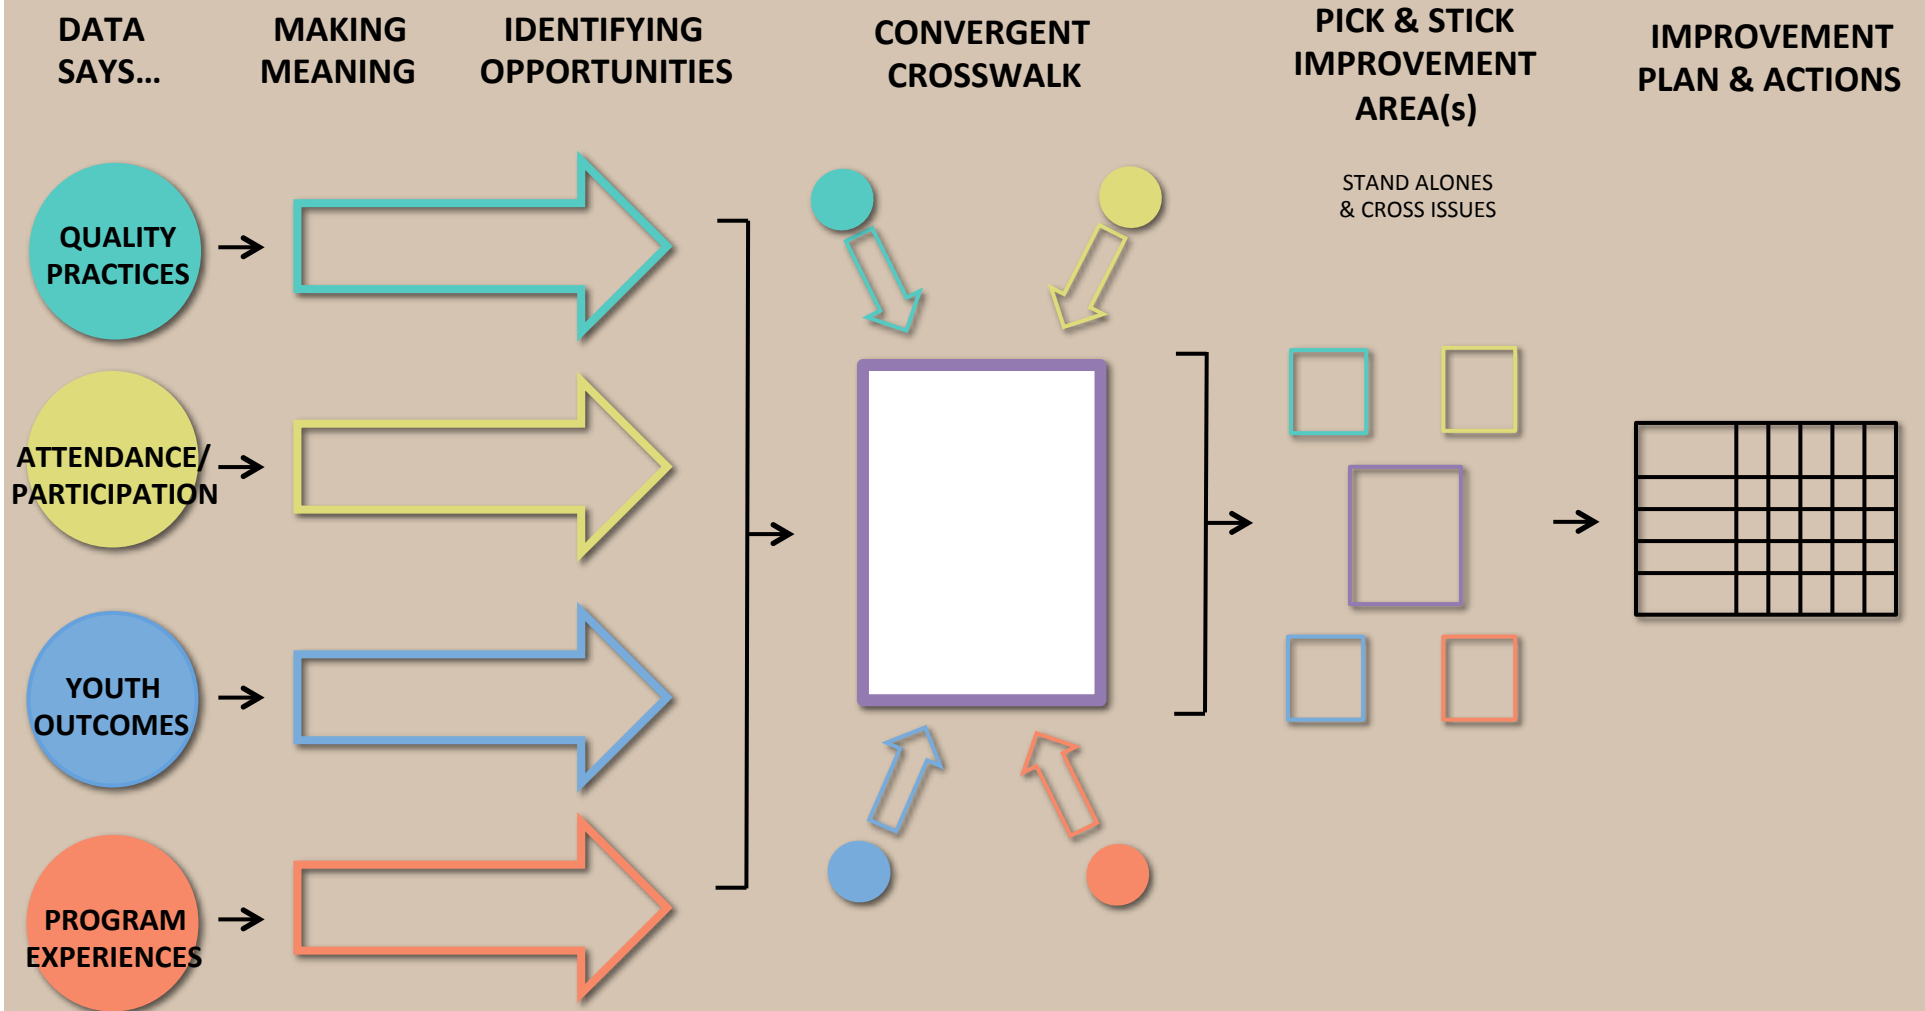 DATA
SAYS...
MAKING
MEANING
IDENTIFYING
OPPORTUNITIES
CONVERGENT
CROSSWALK
PICK & STICK
IMPROVEMENT
AREA(s)
IMPROVEMENT
PLAN & ACTIONS
STAND ALONES
& CROSS ISSUES
QUALITY
PRACTICES
ATTENDANCE/
PARTICIPATION
YOUTH
OUTCOMES
PROGRAM
EXPERIENCES